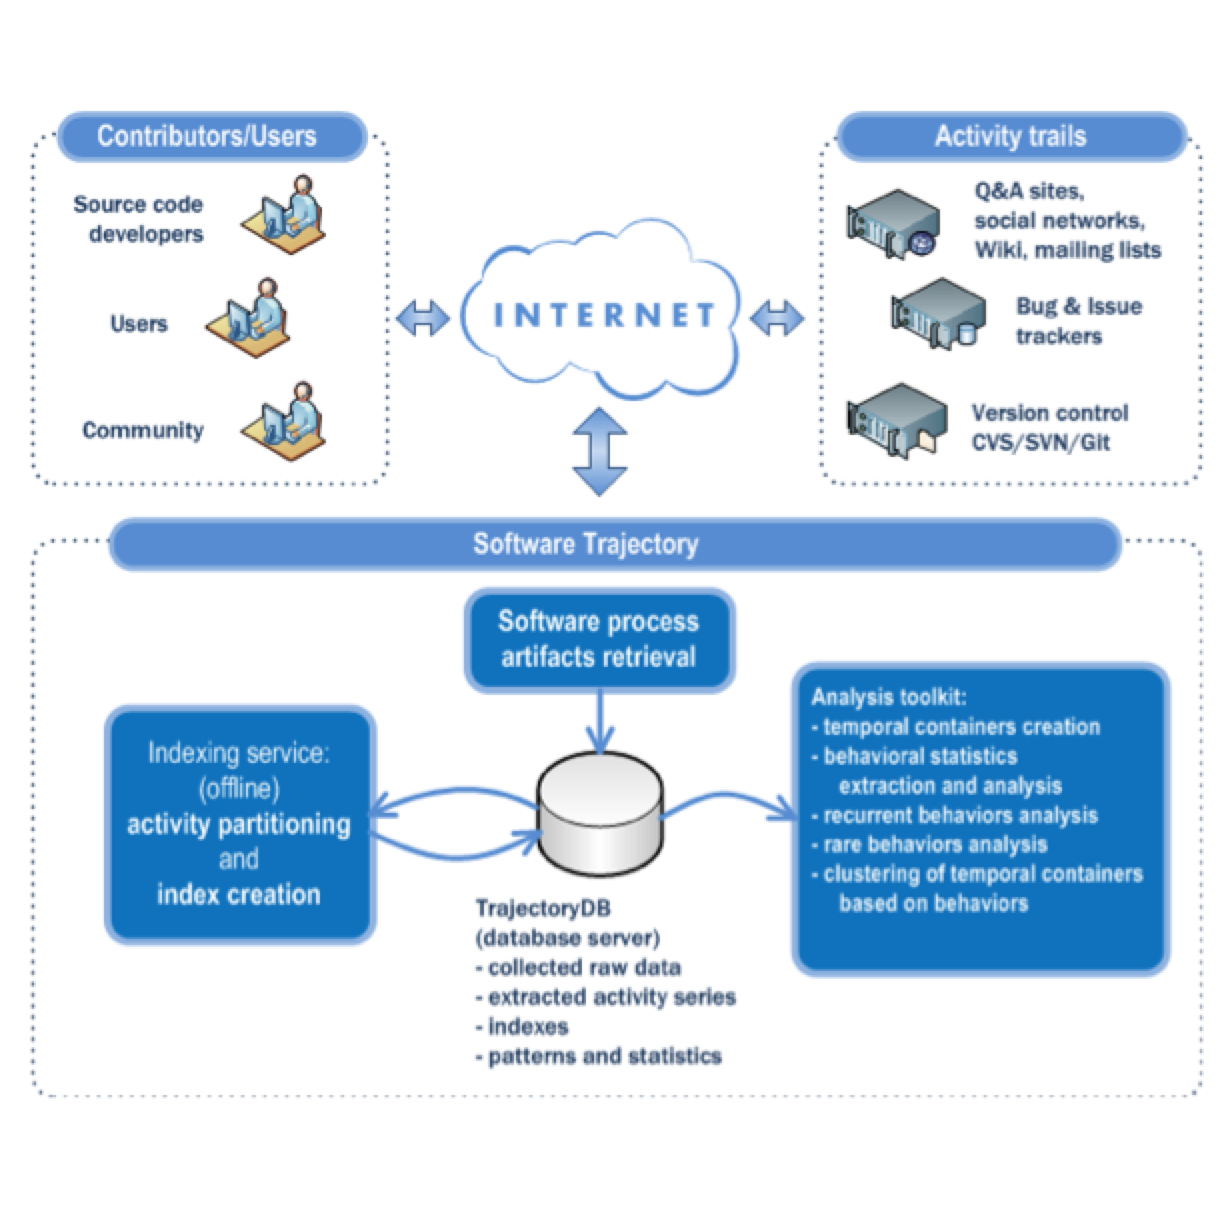 Contributors/Users
Source code
developers
Users
Community
INTERNET
Activity trails
Q&A sites,
social networks,
Wiki, mailing lists
Bug & Issue
trackers
Version control
CVS/SVN/Git
Software Trajectory
Software process
artifacts retrieval
Indexing service:
(offline)
activity partitioning
and
index creation
TrajectoryDB
(database server)
- collected raw data
- extracted activity series
- indexes
- patterns and statistics
Analysis toolkit:
- temporal containers creation
- behavioral statistics
extraction and analysis
- recurrent behaviors analysis
- rare behaviors analysis
- clustering of temporal containers
based on behaviors